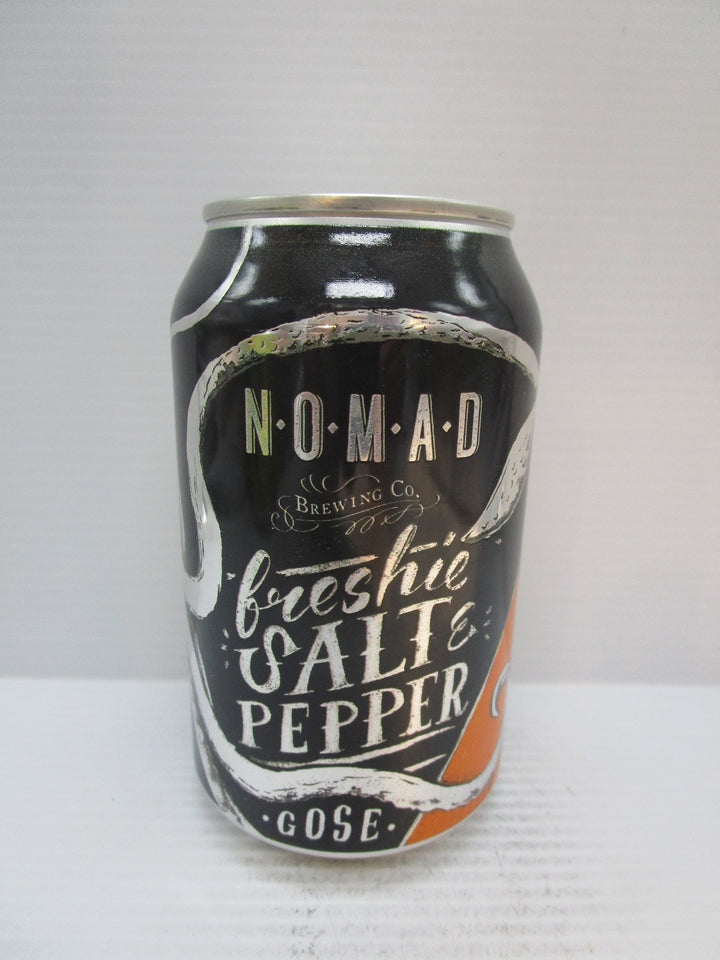 N·O·M·A·D
BREWING CO.
freshie
SALT &
PEPPER
·GOSE·